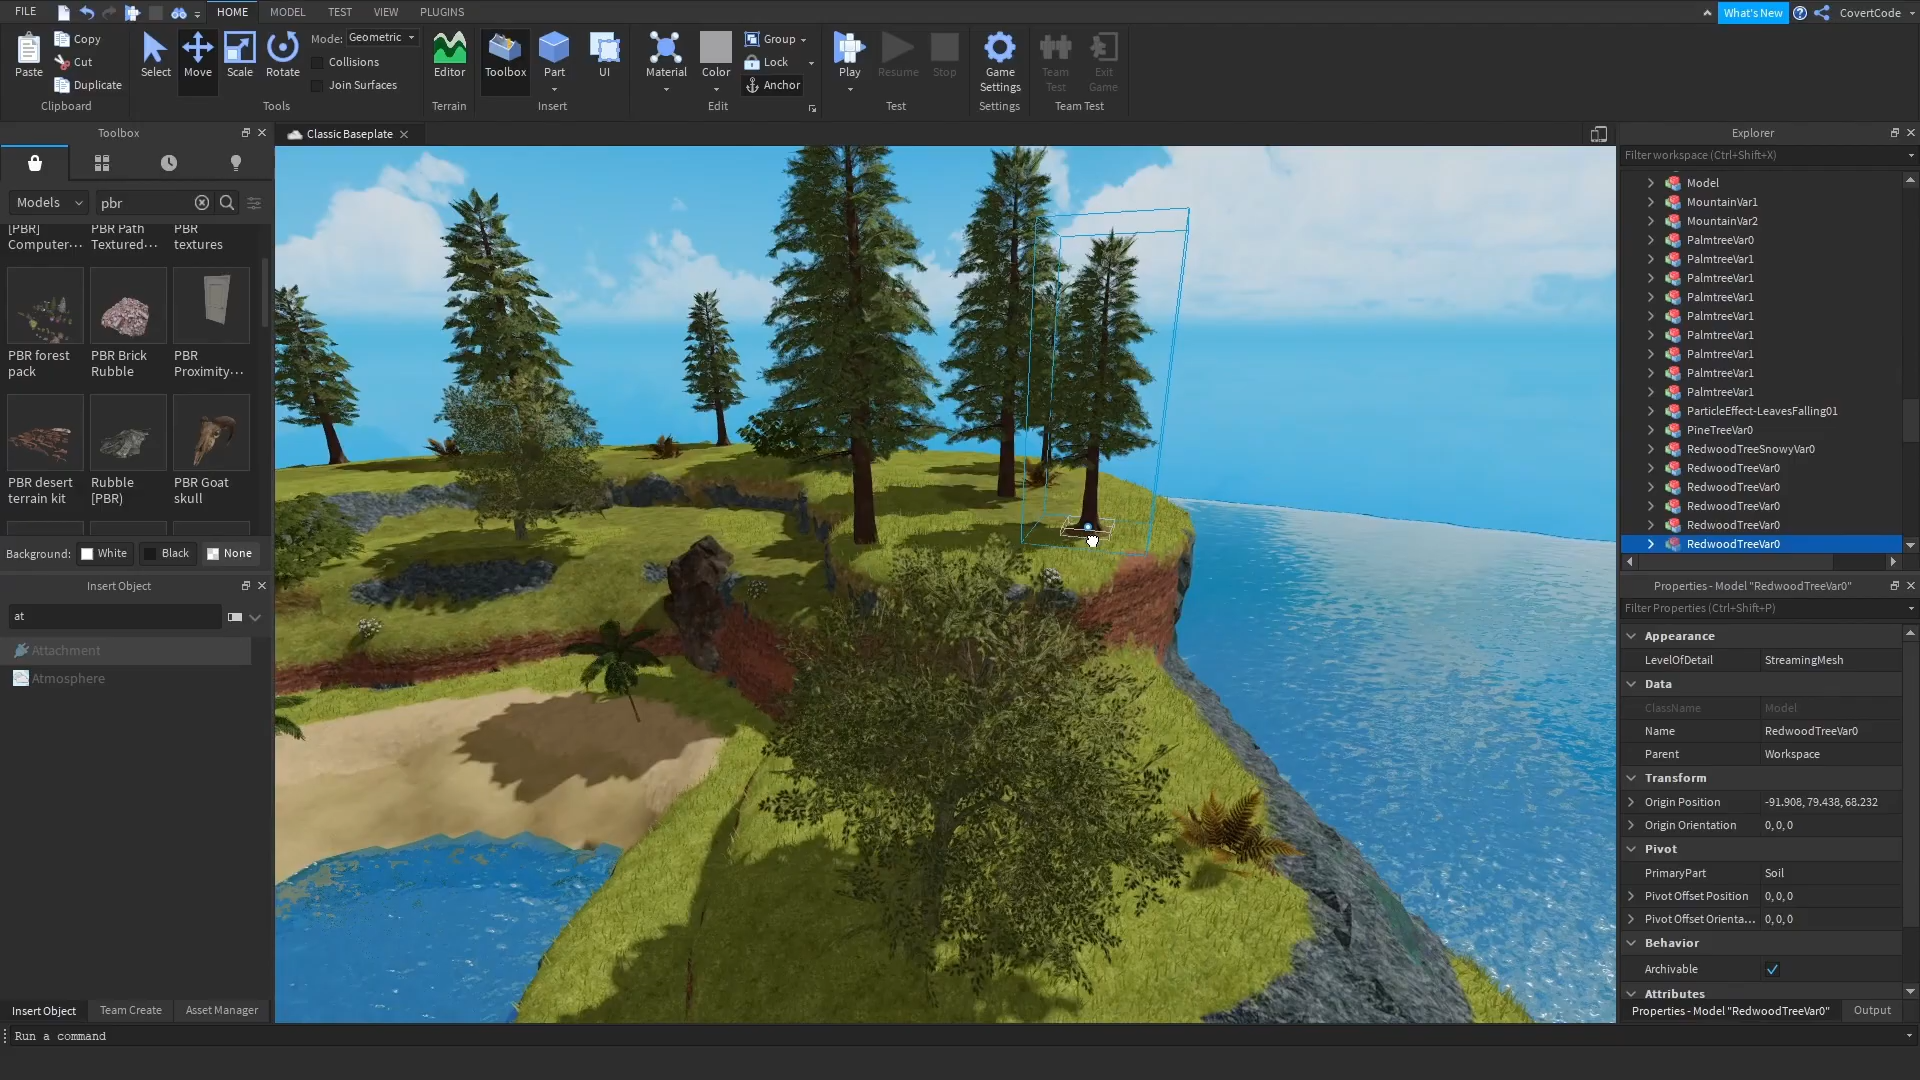 FILE
HOME
MODEL
TEST
VIEW
PLUGINS
What's New
CovertCode
Paste
Copy
Cut
Duplicate
Clipboard
Select
Move
Scale
Rotate
Mode: Geometric
Collisions
Join Surfaces
Tools
Editor
Terrain
Toolbox
Part
UI
Insert
Material
Color
Group
Lock
Anchor
Edit
Play
Resume
Stop
Test
Game
Settings
Settings
Team
Test
Exit
Game
Team Test
Toolbox
Models
pbr
[PBR]
Computer...
PBR Path
Textured...
PBR
textures
PBR forest
pack
PBR Brick
Rubble
PBR
Proximity...
PBR desert
terrain kit
Rubble
[PBR]
PBR Goat
skull
Background:
White
Black
None
Insert Object
at
Attachment
Atmosphere
Insert Object
Team Create
Asset Manager
Run a command
Classic Baseplate
Explorer
Filter workspace (Ctrl+Shift+X)
Model
MountainVar1
MountainVar2
PalmtreeVar0
PalmtreeVar1
PalmtreeVar1
PalmtreeVar1
PalmtreeVar1
PalmtreeVar1
PalmtreeVar1
PalmtreeVar1
PalmtreeVar1
ParticleEffect-LeavesFalling01
PineTreeVar0
RedwoodTreeSnowyVar0
RedwoodTreeVar0
RedwoodTreeVar0
RedwoodTreeVar0
RedwoodTreeVar0
RedwoodTreeVar0
Properties - Model "RedwoodTreeVar0"
Filter Properties (Ctrl+Shift+P)
Appearance
LevelOfDetail StreamingMesh
Data
ClassName Model
Name RedwoodTreeVar0
Parent Workspace
Transform
Origin Position -91.908, 79.438, 68.232
Origin Orientation 0, 0, 0
Pivot
PrimaryPart Soil
Pivot Offset Position 0, 0, 0
Pivot Offset Orienta... 0, 0, 0
Behavior
Archivable
Attributes
Properties - Model "RedwoodTreeVar0"
Output